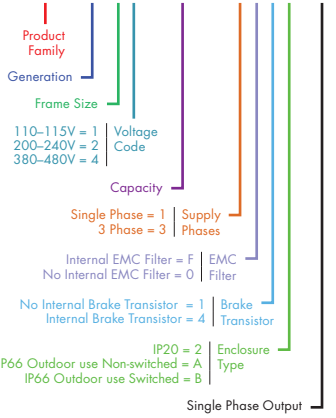 Product
Family
Generation
Frame Size
110–115V = 1
200–240V = 2
380–480V = 4
Voltage
Code
Capacity
Single Phase = 1
3 Phase = 3
Supply
Phases
Internal EMC Filter = F
No Internal EMC Filter = 0
EMC
Filter
No Internal Brake Transistor = 1
Internal Brake Transistor = 4
Brake
Transistor
IP20 = 2
P66 Outdoor use Non-switched = A
IP66 Outdoor use Switched = B
Enclosure
Type
Single Phase Output